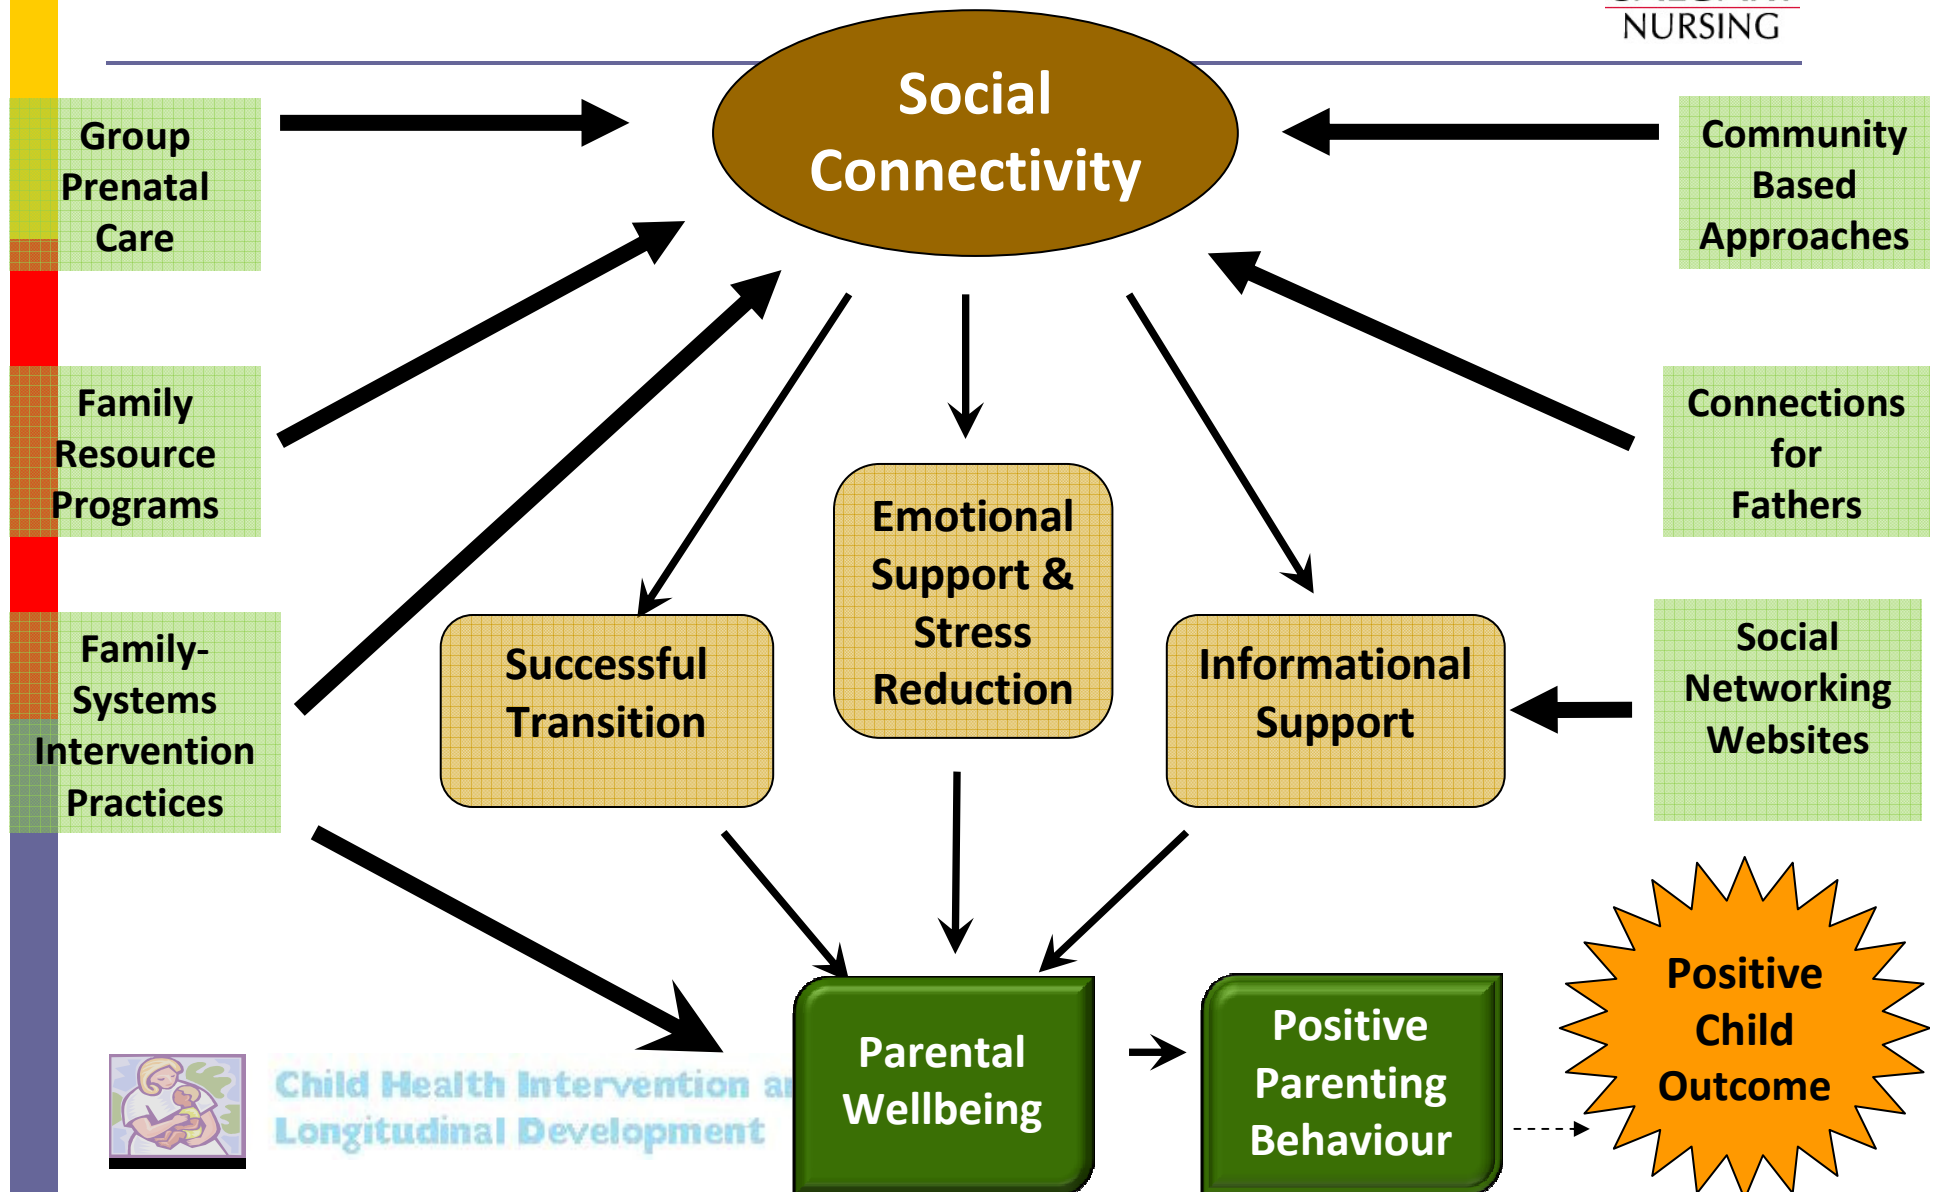 NURSING
Social
Connectivity
Group
Prenatal
Care
Community
Based
Approaches
Family
Resource
Programs
Connections
for
Fathers
Emotional
Support &
Stress
Reduction
Family-
Systems
Intervention
Practices
Successful
Transition
Informational
Support
Social
Networking
Websites
Parental
Wellbeing
Positive
Parenting
Behaviour
Positive
Child
Outcome
Child Health Intervention
Longitudinal Development